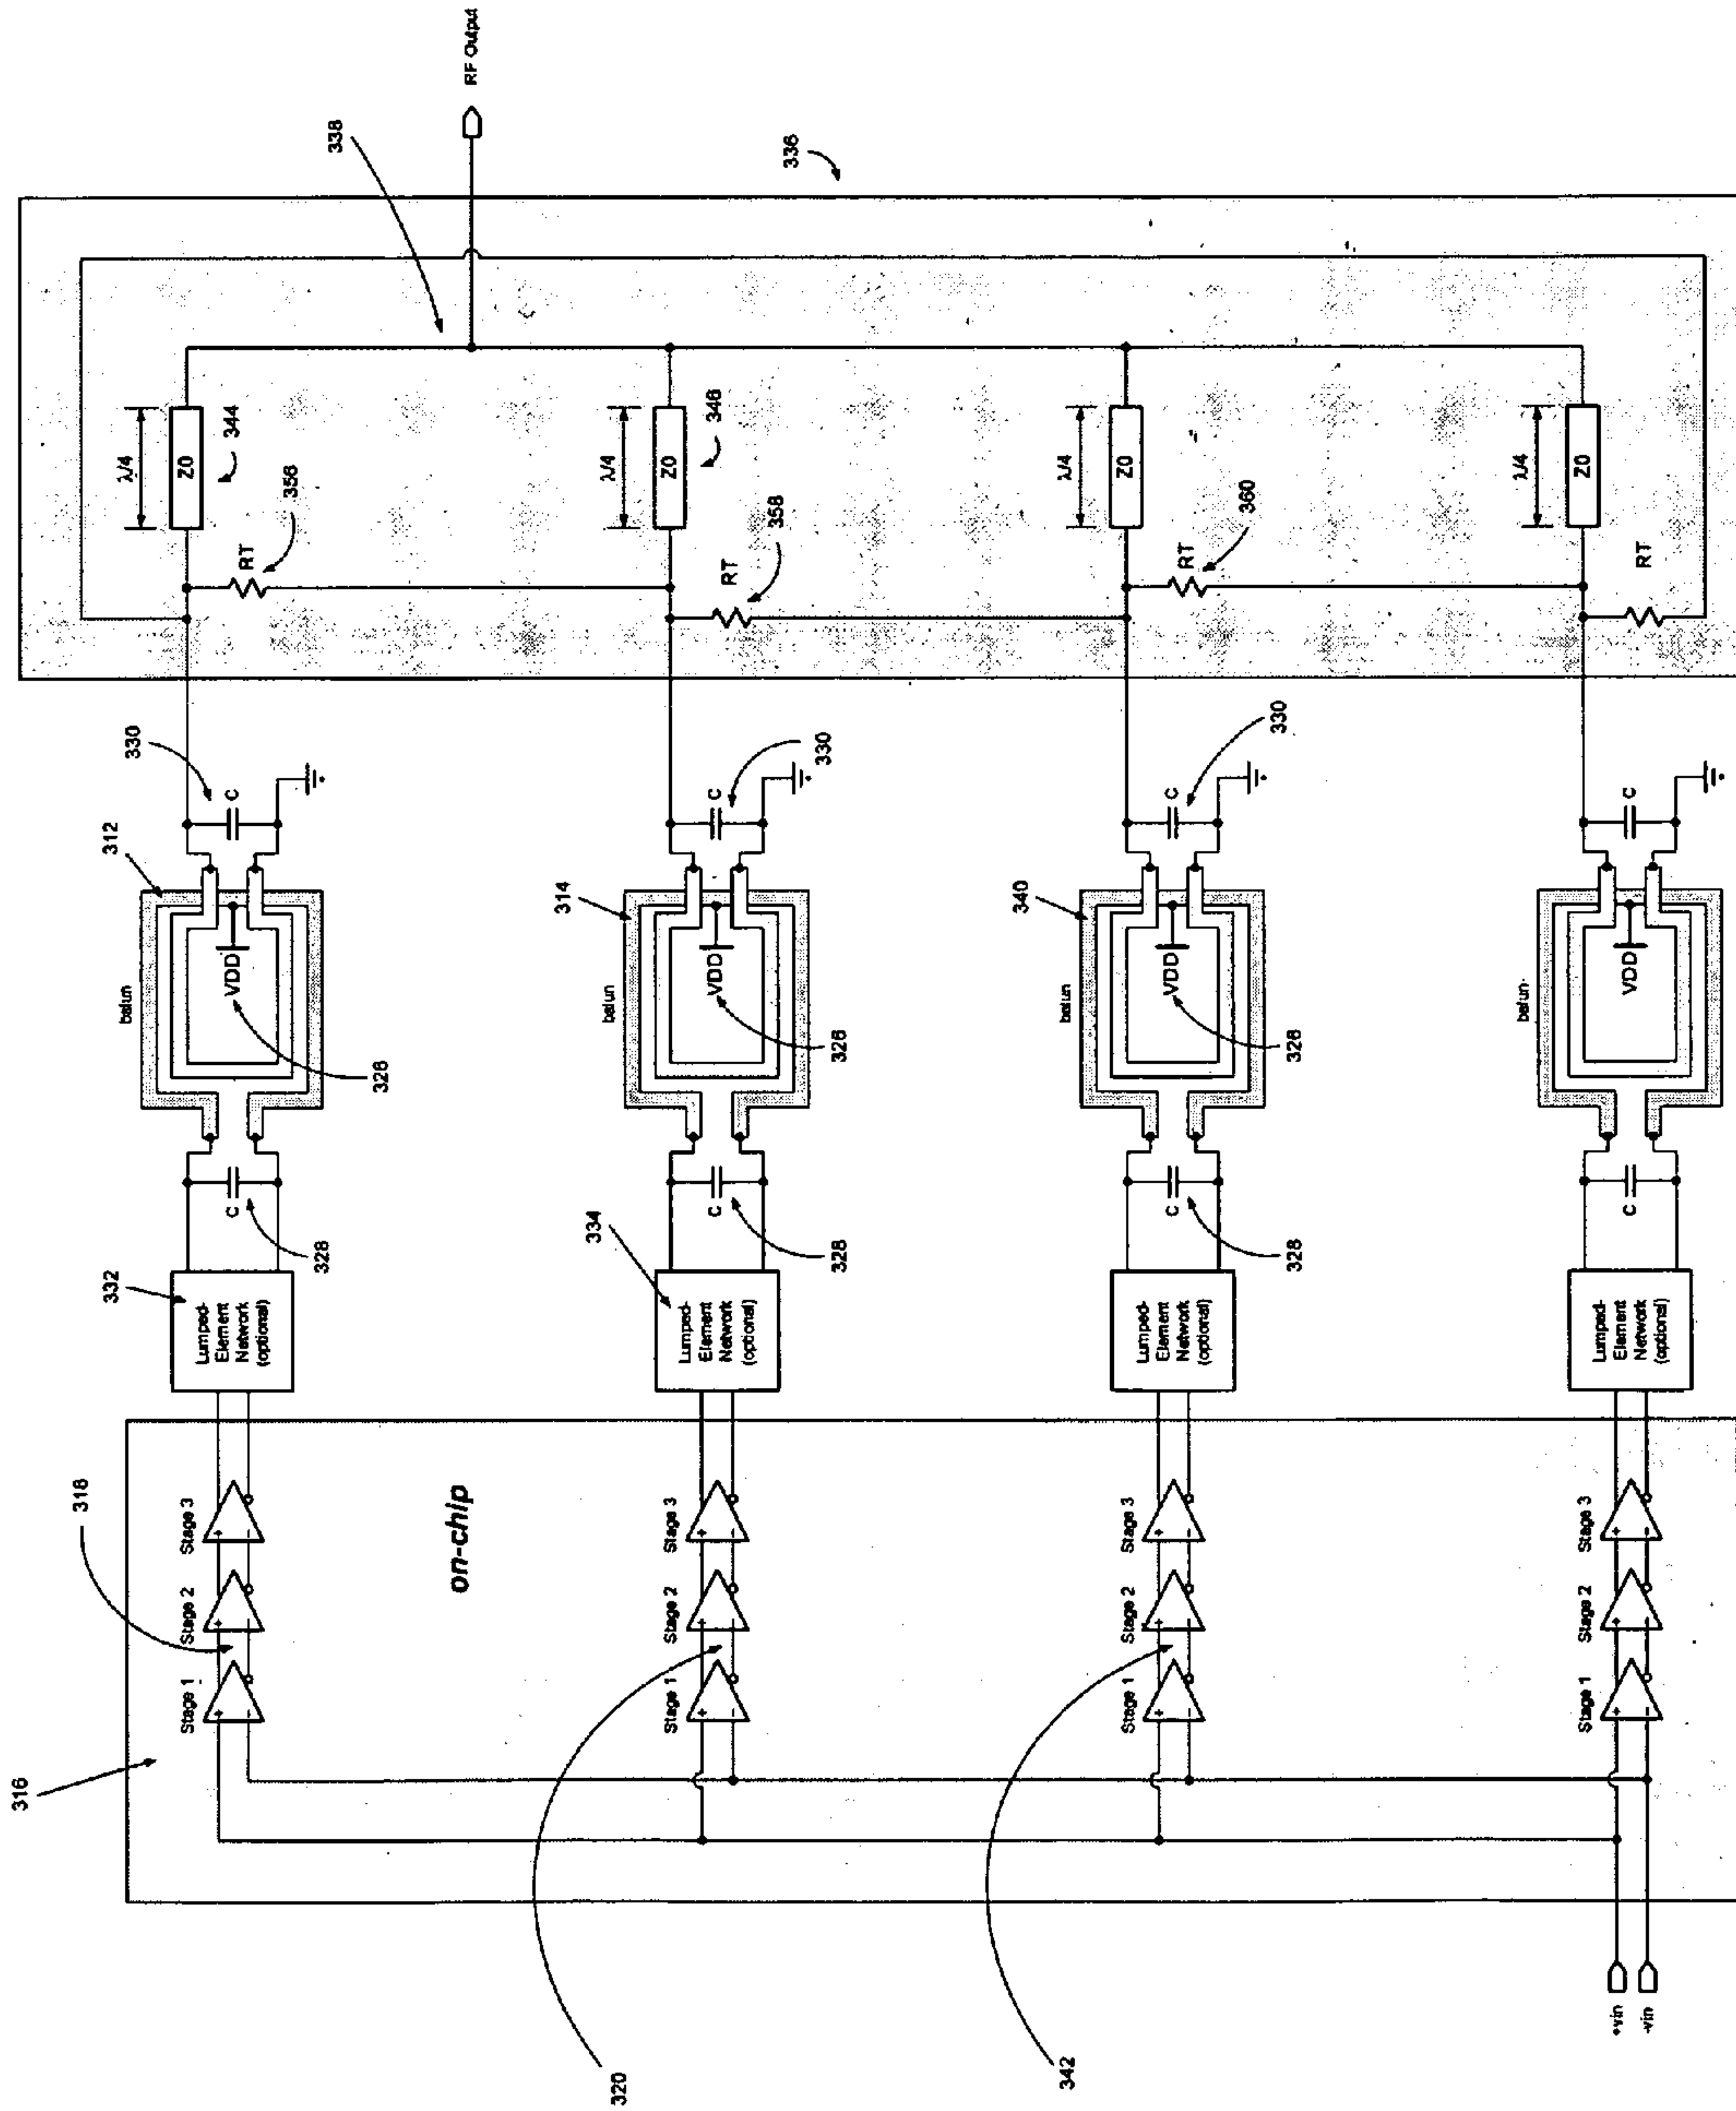 316
318
Stage 1
Stage 2
Stage 3
on-chip
332
Lumped-
Element
Network
(optional)
C
328
312
balun
VDD
326
330
C
λ/4
Z0
344
RT
356
336
338
RF Output
320
Stage 1
Stage 2
Stage 3
334
Lumped-
Element
Network
(optional)
C
328
314
balun
VDD
326
C
330
λ/4
Z0
346
RT
358
342
Stage 1
Stage 2
Stage 3
Lumped-
Element
Network
(optional)
C
328
340
balun
VDD
326
C
330
λ/4
Z0
RT
360
Stage 1
Stage 2
Stage 3
Lumped-
Element
Network
(optional)
C
balun
VDD
C
λ/4
Z0
RT
+vin
-vin